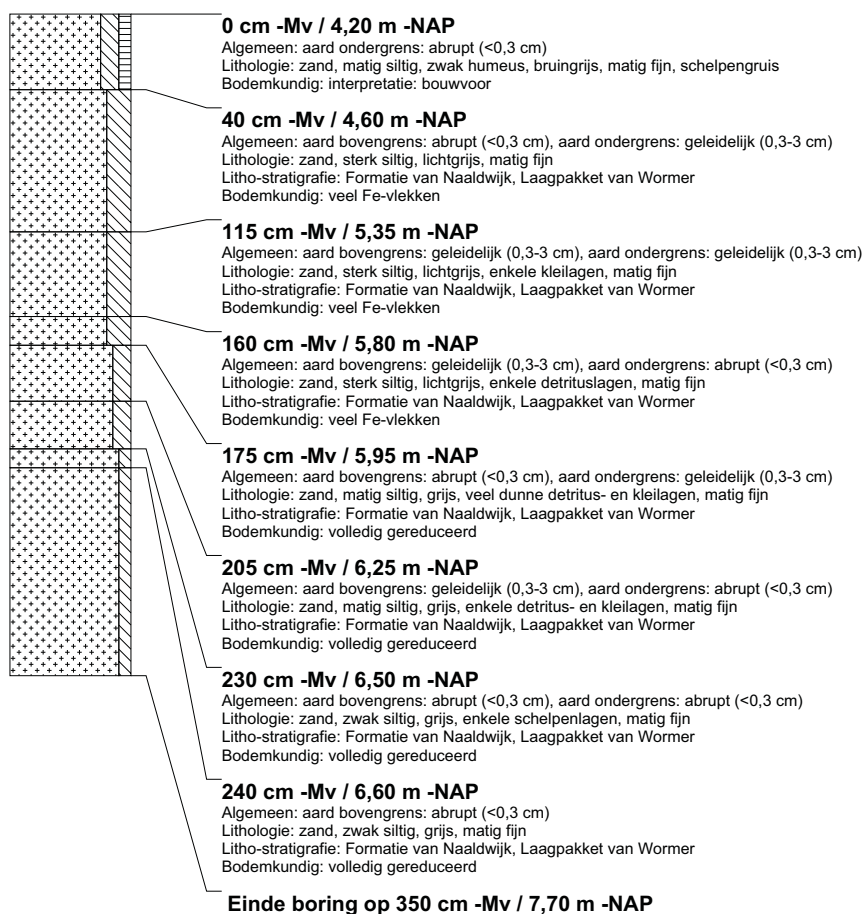 0 cm -Mv / 4,20 m -NAP
Algemeen: aard ondergrens: abrupt (<0,3 cm)
Lithologie: zand, matig siltig, zwak humeus, bruingrijs, matig fijn, schelpengruis
Bodemkundig: interpretatie: bouwvoor
40 cm -Mv / 4,60 m -NAP
Algemeen: aard bovengrens: abrupt (<0,3 cm), aard ondergrens: geleidelijk (0,3-3 cm)
Lithologie: zand, sterk siltig, lichtgrijs, matig fijn
Litho-stratigrafie: Formatie van Naaldwijk, Laagpakket van Wormer
Bodemkundig: veel Fe-vlekken
115 cm -Mv / 5,35 m -NAP
Algemeen: aard bovengrens: geleidelijk (0,3-3 cm), aard ondergrens: geleidelijk (0,3-3 cm)
Lithologie: zand, sterk siltig, lichtgrijs, enkele kleilagen, matig fijn
Litho-stratigrafie: Formatie van Naaldwijk, Laagpakket van Wormer
Bodemkundig: veel Fe-vlekken
160 cm -Mv / 5,80 m -NAP
Algemeen: aard bovengrens: geleidelijk (0,3-3 cm), aard ondergrens: abrupt (<0,3 cm)
Lithologie: zand, sterk siltig, lichtgrijs, enkele detrituslagen, matig fijn
Litho-stratigrafie: Formatie van Naaldwijk, Laagpakket van Wormer
Bodemkundig: veel Fe-vlekken
175 cm -Mv / 5,95 m -NAP
Algemeen: aard bovengrens: abrupt (<0,3 cm), aard ondergrens: geleidelijk (0,3-3 cm)
Lithologie: zand, matig siltig, grijs, veel dunne detritus- en kleilagen, matig fijn
Litho-stratigrafie: Formatie van Naaldwijk, Laagpakket van Wormer
Bodemkundig: volledig gereduceerd
205 cm -Mv / 6,25 m -NAP
Algemeen: aard bovengrens: geleidelijk (0,3-3 cm), aard ondergrens: abrupt (<0,3 cm)
Lithologie: zand, matig siltig, grijs, enkele detritus- en kleilagen, matig fijn
Litho-stratigrafie: Formatie van Naaldwijk, Laagpakket van Wormer
Bodemkundig: volledig gereduceerd
230 cm -Mv / 6,50 m -NAP
Algemeen: aard bovengrens: abrupt (<0,3 cm), aard ondergrens: abrupt (<0,3 cm)
Lithologie: zand, zwak siltig, grijs, enkele schelpenlagen, matig fijn
Litho-stratigrafie: Formatie van Naaldwijk, Laagpakket van Wormer
Bodemkundig: volledig gereduceerd
240 cm -Mv / 6,60 m -NAP
Algemeen: aard bovengrens: abrupt (<0,3 cm)
Lithologie: zand, zwak siltig, grijs, matig fijn
Litho-stratigrafie: Formatie van Naaldwijk, Laagpakket van Wormer
Bodemkundig: volledig gereduceerd
Einde boring op 350 cm -Mv / 7,70 m -NAP